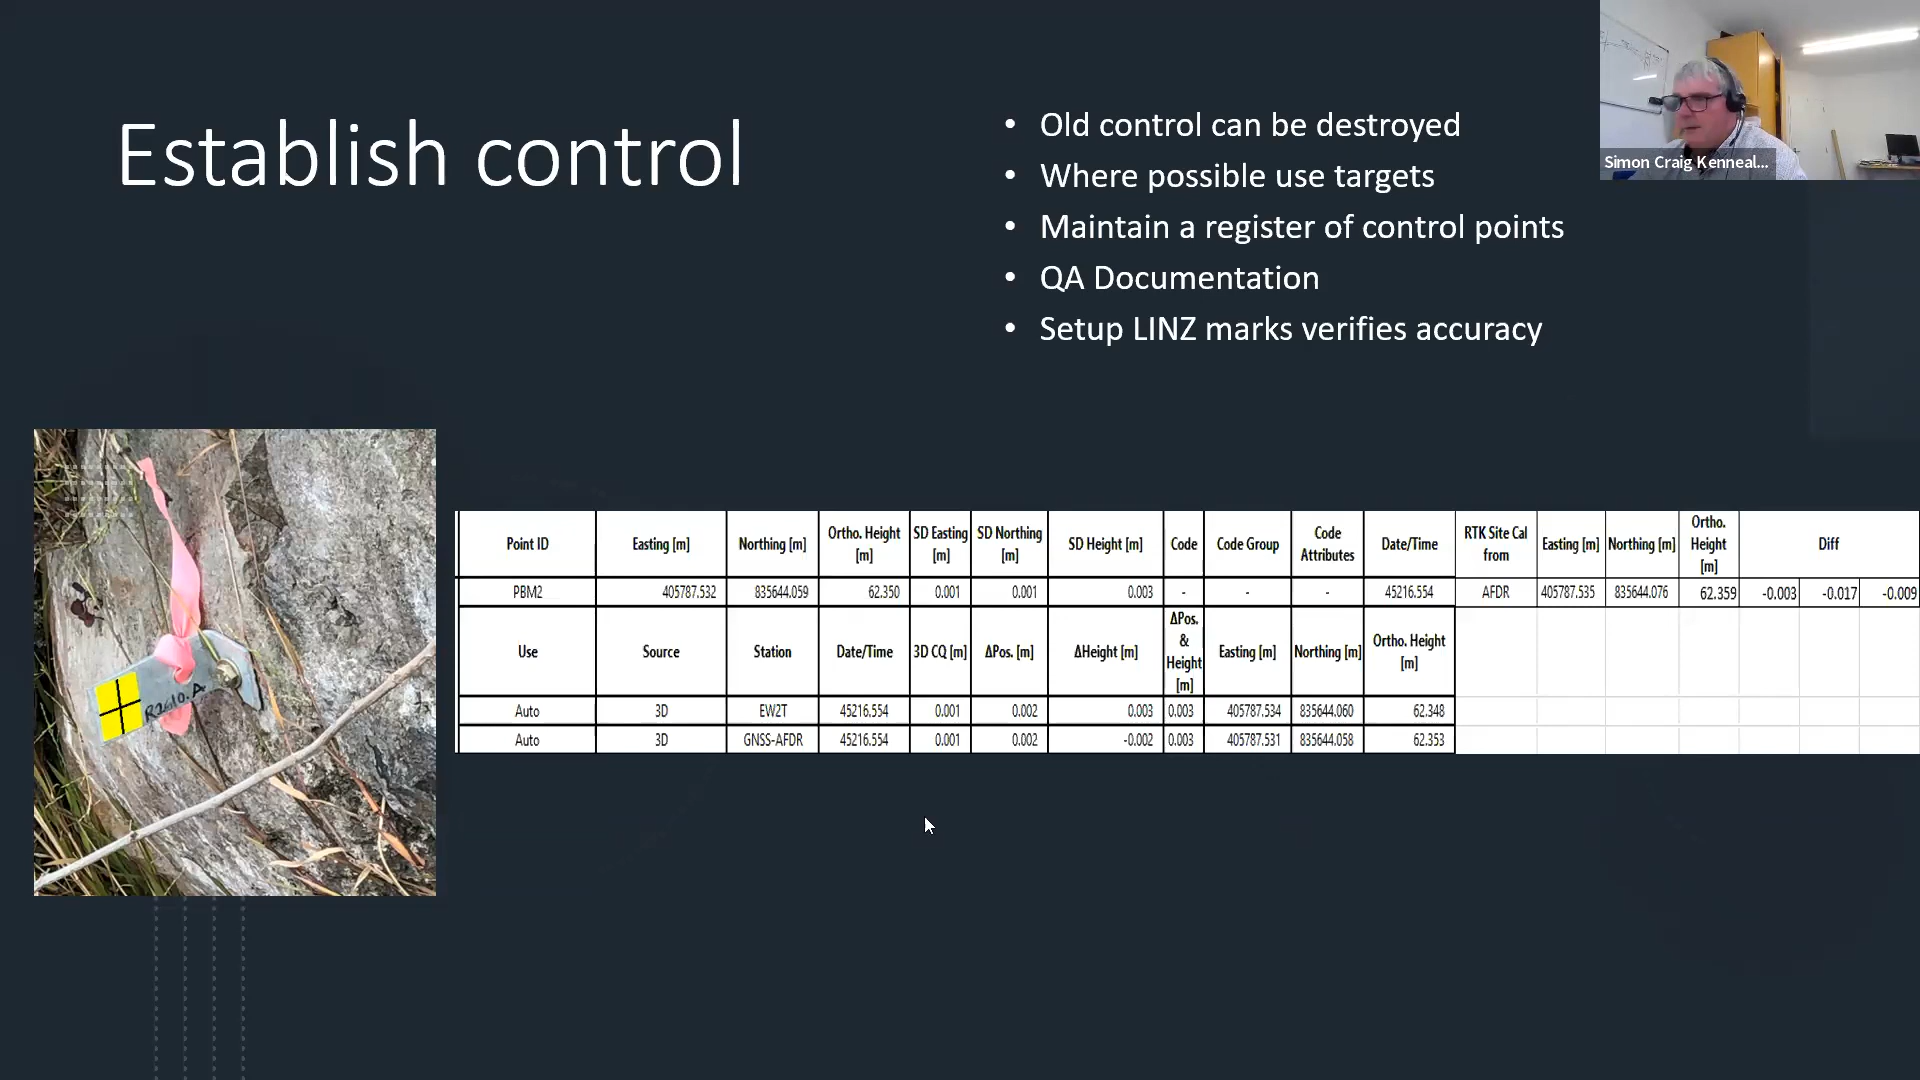 Establish control
• Old control can be destroyed
• Where possible use targets
• Maintain a register of control points
• QA Documentation
• Setup LINZ marks verifies accuracy
Simon Craig Kenneal...
Point ID Easting [m] Northing [m] Ortho. Height [m] SD Easting [m] SD Northing [m] SD Height [m] Code Code Group Code Attributes Date/Time RTK Site Cal from Easting [m] Northing [m] Ortho. Height [m] Diff
PBM2 405787.532 835644.059 62.350 0.001 0.001 0.003 - - - 45216.554 AFDR 405787.535 835644.076 62.359 -0.003 -0.017 -0.009
Use Source Station Date/Time 3D CQ [m] ΔPos. [m] ΔHeight [m] ΔPos. & Height [m] Easting [m] Northing [m] Ortho. Height [m]
Auto 3D EW2T 45216.554 0.001 0.002 0.003 0.003 405787.534 835644.060 62.348
Auto 3D GNSS-AFDR 45216.554 0.001 0.002 -0.002 0.003 405787.531 835644.058 62.353